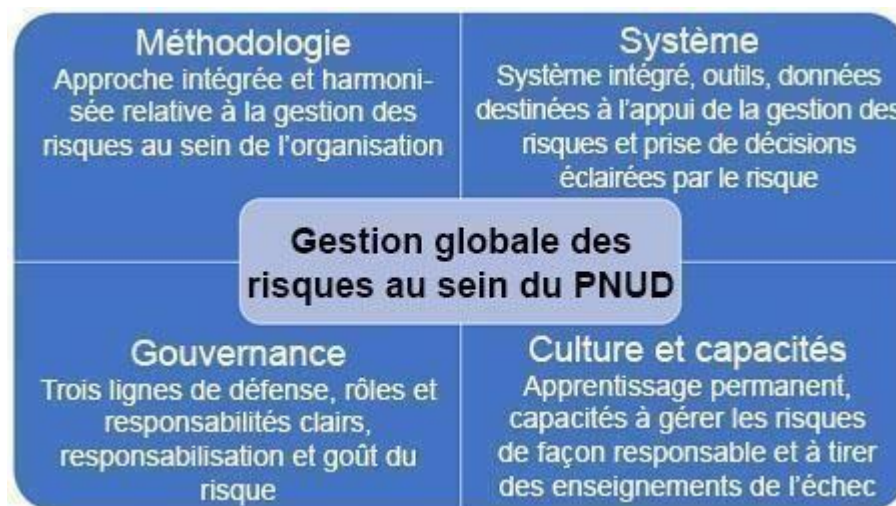 Méthodologie
Approche intégrée et harmoni-
sée relative à la gestion des
risques au sein de l'organisation
Système
Système intégré, outils, données
destinées à l'appui de la gestion des
risques et prise de décisions
éclairées par le risque
Gestion globale des
risques au sein du PNUD
Gouvernance
Trois lignes de défense, rôles et
responsabilités clairs,
responsabilisation et goût du
risque
Culture et capacités
Apprentissage permanent,
capacités à gérer les risques
de façon responsable et à tirer
des enseignements de l'échec